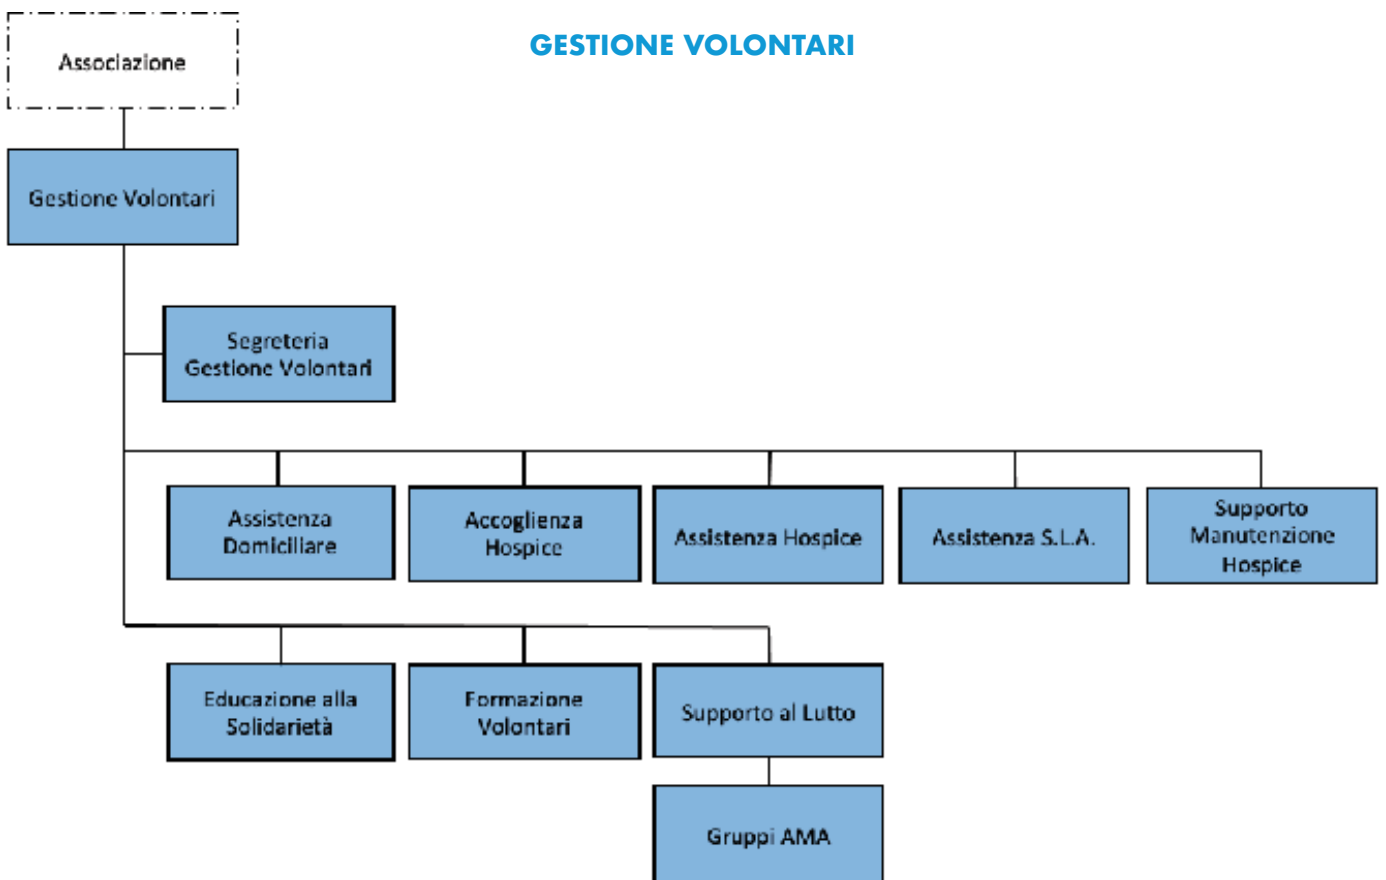 GESTIONE VOLONTARI
Associazione
Gestione Volontari
Segreteria
Gestione Volontari
Assistenza
Domiciliare
Accoglienza
Hospice
Assistenza Hospice
Assistenza S.L.A.
Supporto
Manutenzione
Hospice
Educazione alla
Solidarietà
Formazione
Volontari
Supporto al Lutto
Gruppi AMA